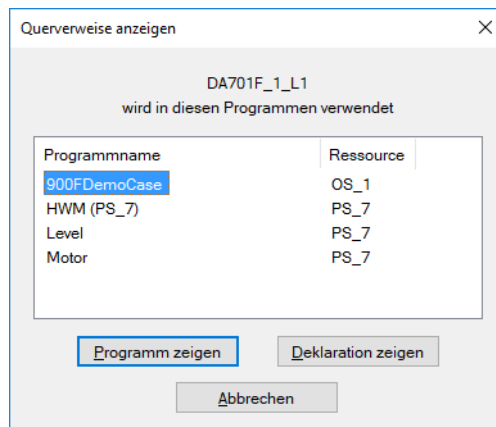 Querverweise anzeigen
DA701F_1_L1
wird in diesen Programmen verwendet
Programmname Ressource
900FDemoCase OS_1
HWM (PS_7) PS_7
Level PS_7
Motor PS_7
Programm zeigen Deklaration zeigen
Abbrechen